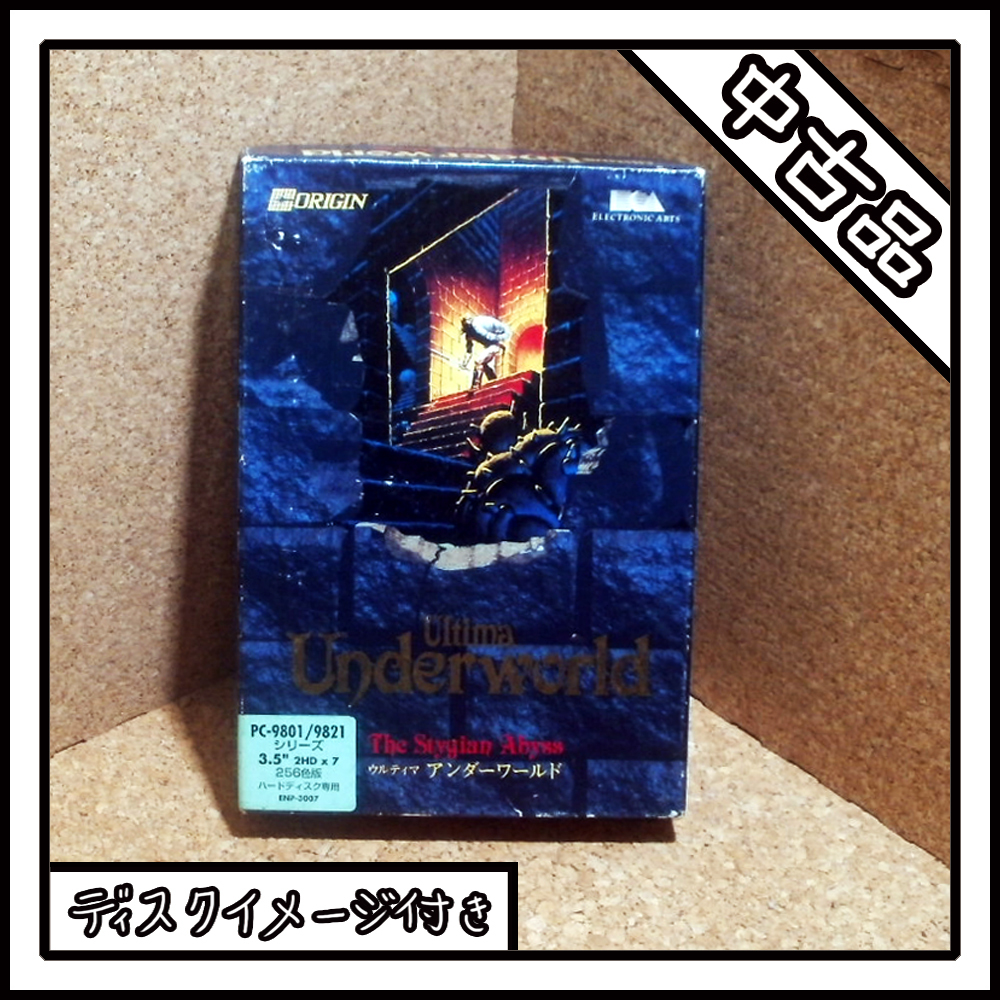 中古品
ORIGIN
ELECTRONIC ARTS
Ultima
Underworld
The Stygian Abyss
ウルティマ アンダーワールド
PC-9801/9821
シリーズ
3.5" 2HD x 7
256色版
ハードディスク専用
ENP-3007
ディスクイメージ付き